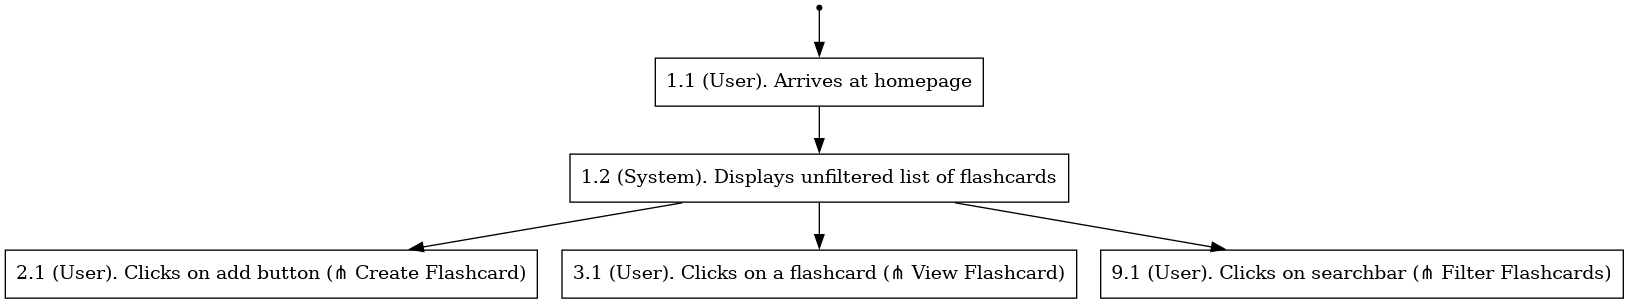 1.1 (User). Arrives at homepage
1.2 (System). Displays unfiltered list of flashcards
2.1 (User). Clicks on add button (⋔ Create Flashcard)
3.1 (User). Clicks on a flashcard (⋔ View Flashcard)
9.1 (User). Clicks on searchbar (⋔ Filter Flashcards)